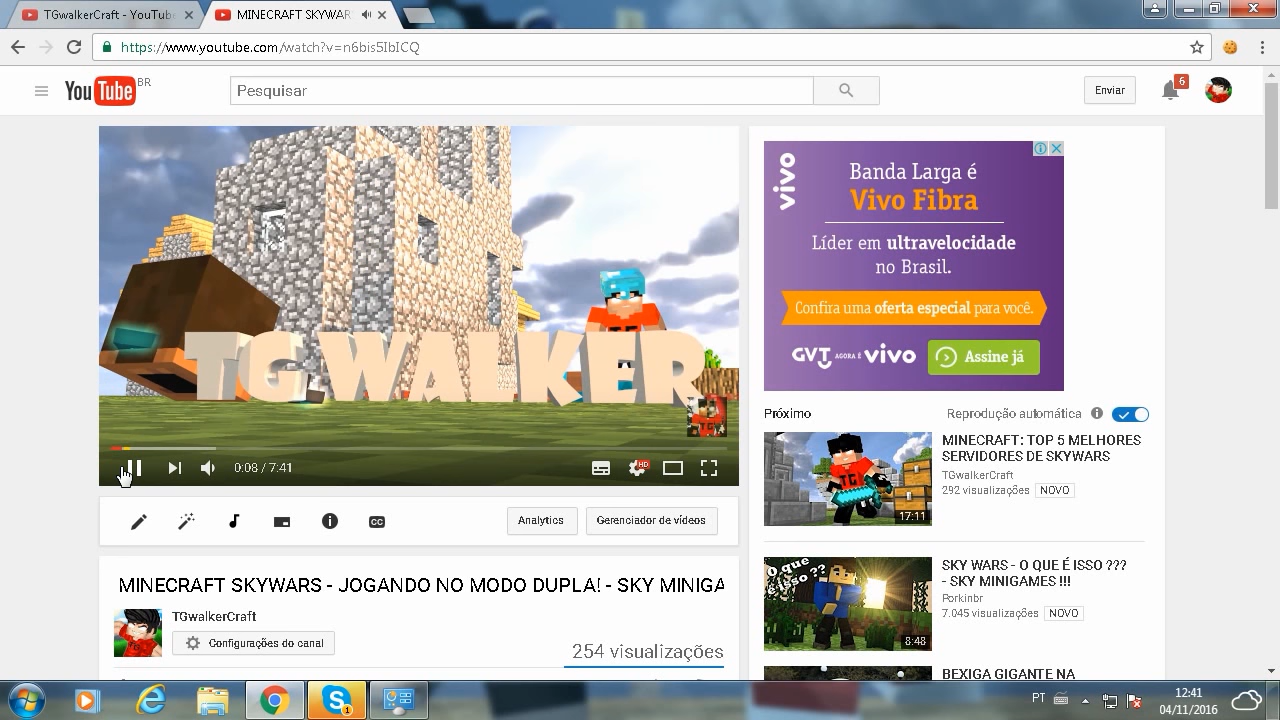 TGwalkerCraft - YouTube
MINECRAFT SKYWAR
https://www.youtube.com/watch?v=n6bis5IbICQ
YouTube BR
Pesquisar
Enviar
6
TG WALKER
0:08 / 7:41
HD
Analytics
Gerenciador de vídeos
CC
MINECRAFT SKYWARS - JOGANDO NO MODO DUPLA! - SKY MINIGA
TGwalkerCraft
Configurações do canal
254 visualizações
vivo
Banda Larga é
Vivo Fibra
Líder em ultravelocidade
no Brasil.
Confira uma oferta especial para você.
GVT AGORA É vivo
Assine já
Próximo
Reprodução automática
TG
17:11
MINECRAFT: TOP 5 MELHORES
SERVIDORES DE SKYWARS
TGwalkerCraft
292 visualizações NOVO
O que
é isso ??
8:48
SKY WARS - O QUE É ISSO ???
- SKY MINIGAMES !!!
Porkinbr
7.045 visualizações NOVO
BEXIGA GIGANTE NA
1
PT
12:41
04/11/2016